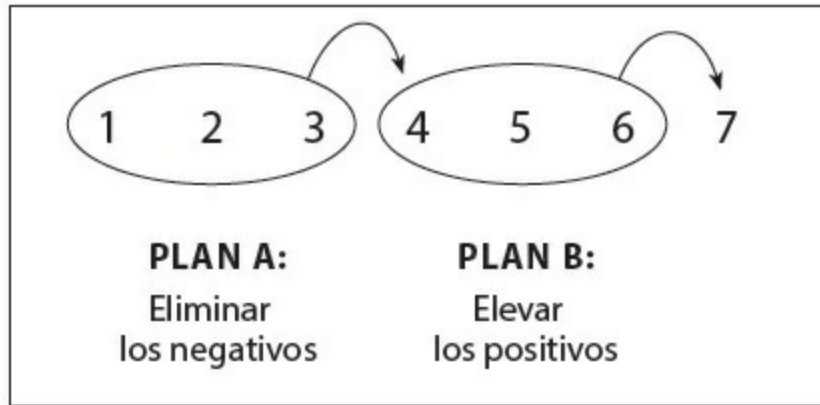 1 2 3 4 5 6 7
PLAN A: PLAN B:
Eliminar Elevar
los negativos los positivos